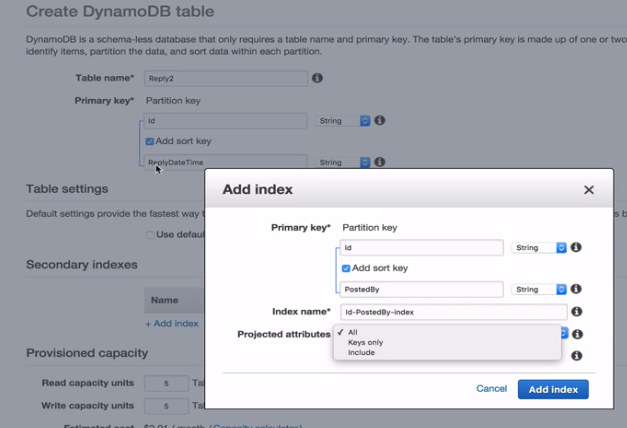 Create DynamoDB table
DynamoDB is a schema-less database that only requires a table name and primary key. The table's primary key is made up of one or two
identify items, partition the data, and sort data within each partition.
Table name* Reply2
Primary key* Partition key
Id String
Add sort key
ReplyDateTime String
Table settings
Default settings provide the fastest way t
s b
Use defaul
Secondary indexes
Name
+ Add index
Provisioned capacity
Read capacity units 5 Tal
Write capacity units 5 Tal
Estimated cost $2.91 / month (Capacity calculator)
Add index
Primary key* Partition key
Id String
Add sort key
PostedBy String
Index name* Id-PostedBy-index
Projected attributes ✓ All
Keys only
Include
Cancel Add index